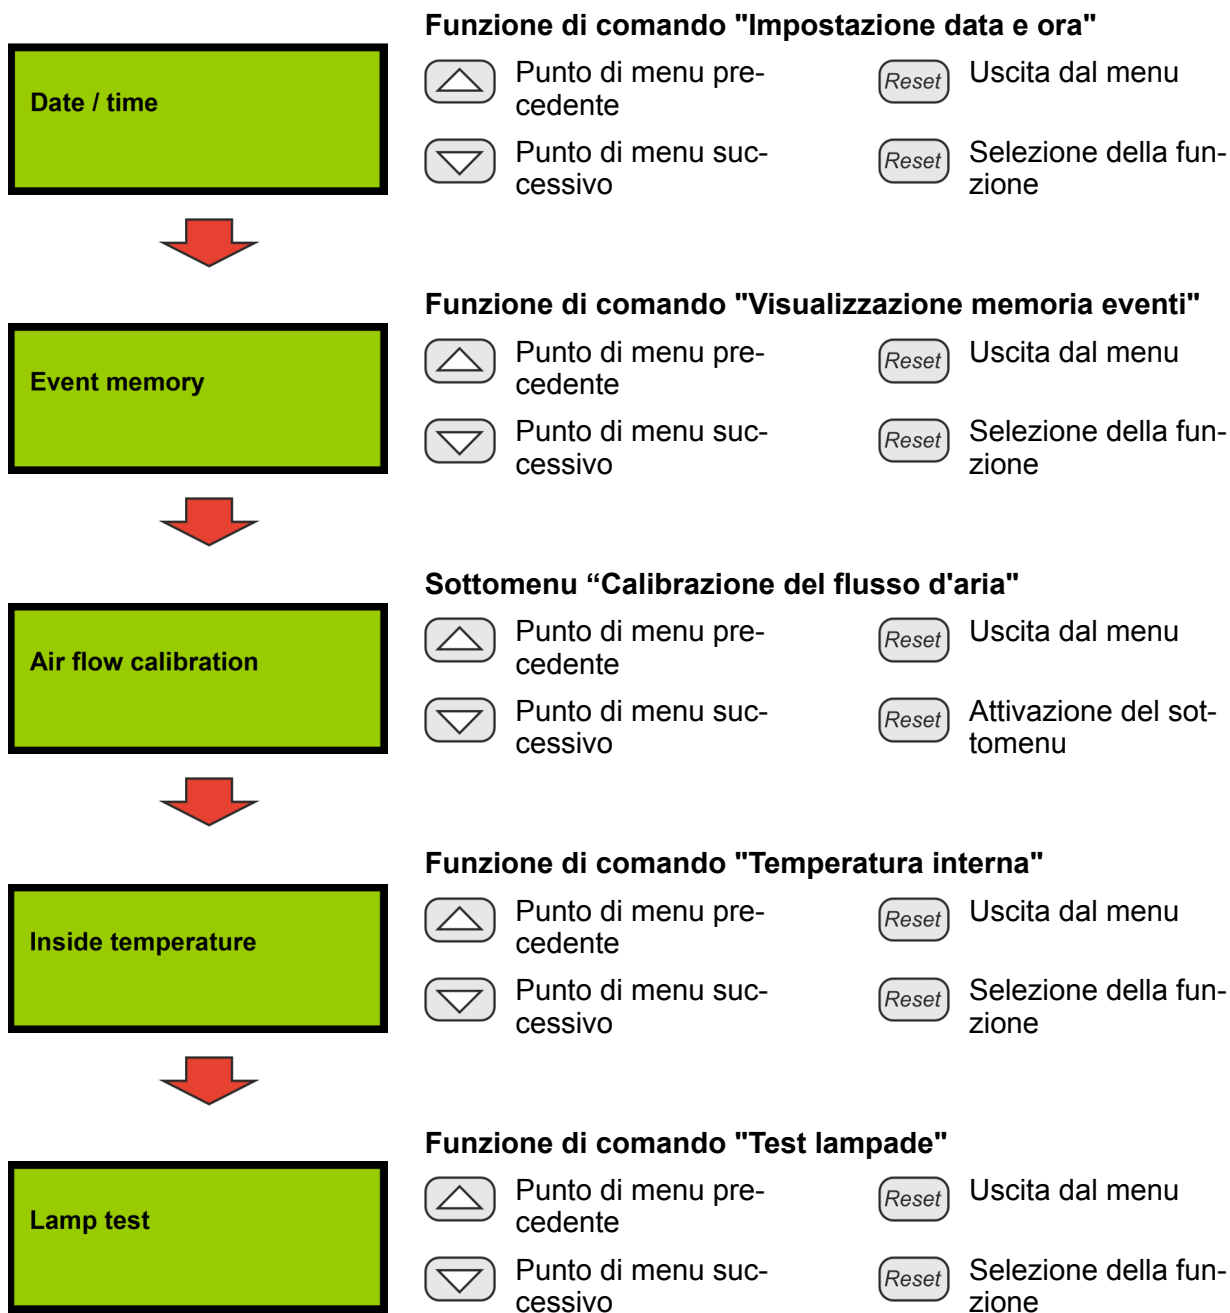 Funzione di comando "Impostazione data e ora"
Date / time
Punto di menu pre-
cedente
Reset
Uscita dal menu
Punto di menu suc-
cessivo
Reset
Selezione della fun-
zione
Funzione di comando "Visualizzazione memoria eventi"
Event memory
Punto di menu pre-
cedente
Reset
Uscita dal menu
Punto di menu suc-
cessivo
Reset
Selezione della fun-
zione
Sottomenu “Calibrazione del flusso d'aria"
Air flow calibration
Punto di menu pre-
cedente
Reset
Uscita dal menu
Punto di menu suc-
cessivo
Reset
Attivazione del sot-
tomenu
Funzione di comando "Temperatura interna"
Inside temperature
Punto di menu pre-
cedente
Reset
Uscita dal menu
Punto di menu suc-
cessivo
Reset
Selezione della fun-
zione
Funzione di comando "Test lampade"
Lamp test
Punto di menu pre-
cedente
Reset
Uscita dal menu
Punto di menu suc-
cessivo
Reset
Selezione della fun-
zione